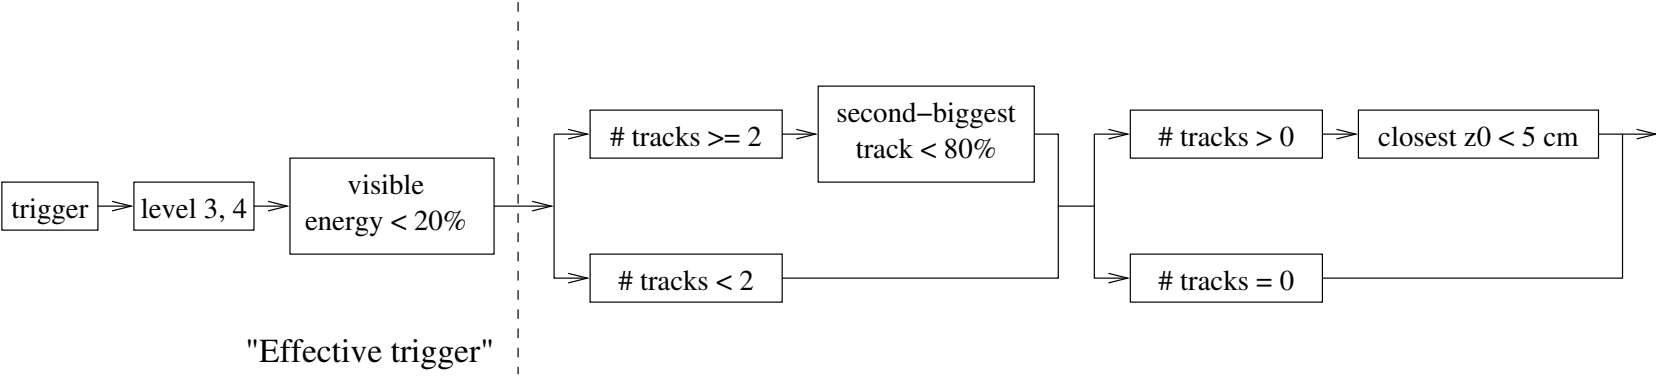 trigger
level 3, 4
visible
energy < 20%
"Effective trigger"
# tracks >= 2
second−biggest
track < 80%
# tracks < 2
# tracks > 0
closest z0 < 5 cm
# tracks = 0